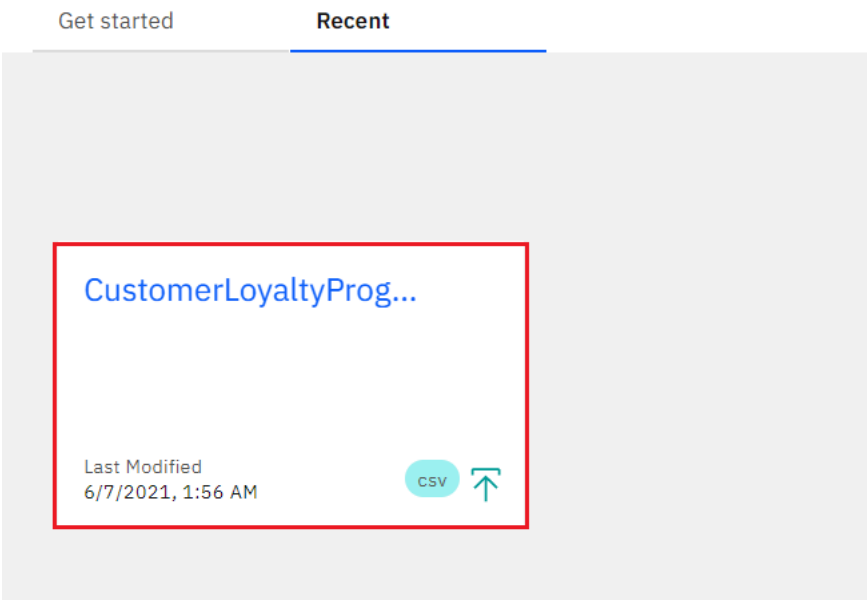 Get started
Recent
CustomerLoyaltyProg...
Last Modified
6/7/2021, 1:56 AM
csv